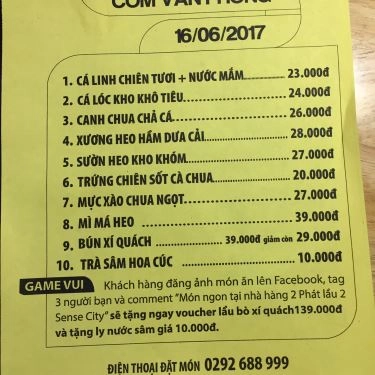 CƠM VĂN PHÒNG
16/06/2017
1. CÁ LINH CHIÊN TƯƠI + NƯỚC MẮM 23.000đ
2. CÁ LÓC KHO KHÔ TIÊU 24.000đ
3. CANH CHUA CHẢ CÁ 26.000đ
4. XƯƠNG HEO HẦM DƯA CẢI 28.000đ
5. SƯỜN HEO KHO KHÓM 27.000đ
6. TRỨNG CHIÊN SỐT CÀ CHUA 20.000đ
7. MỰC XÀO CHUA NGỌT 27.000đ
8. MÌ MÁ HEO 39.000đ
9. BÚN XÍ QUÁCH 39.000đ giảm còn 29.000đ
10. TRÀ SÂM HOA CÚC 10.000đ
GAME VUI Khách hàng đăng ảnh món ăn lên Facebook, tag
3 người bạn và comment "Món ngon tại nhà hàng 2 Phát lầu 2
Sense City" sẽ tặng ngay voucher lẩu bò xí quách139.000đ
và tặng ly nước sâm giá 10.000đ.
ĐIỆN THOẠI ĐẶT MÓN 0292 688 999